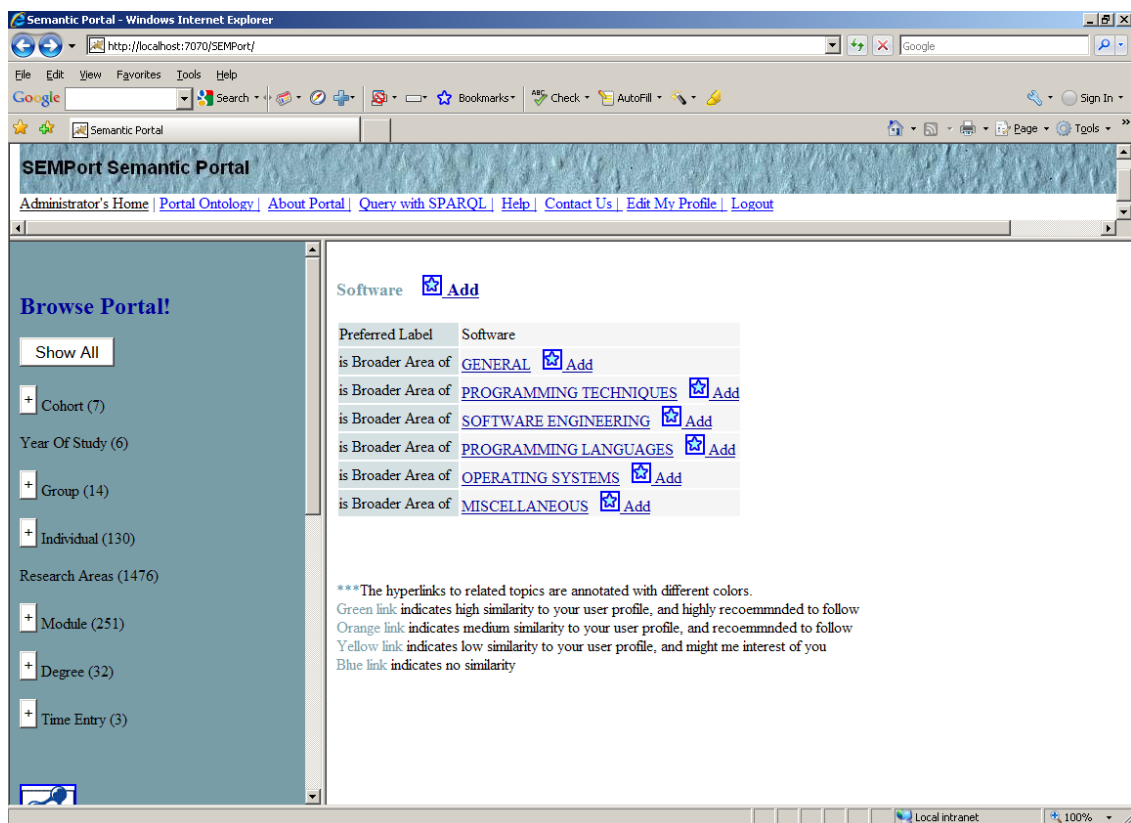 Semantic Portal - Windows Internet Explorer
http://localhost:7070/SEMPort/
Google
File Edit View Favorites Tools Help
Google Search Bookmarks ABC Check AutoFill Sign In
Semantic Portal Page Tools »
SEMPort Semantic Portal
Administrator's Home | Portal Ontology | About Portal | Query with SPARQL | Help | Contact Us | Edit My Profile | Logout
Browse Portal!
Show All
+ Cohort (7)
Year Of Study (6)
+ Group (14)
+ Individual (130)
Research Areas (1476)
+ Module (251)
+ Degree (32)
+ Time Entry (3)
Software Add
Preferred Label Software
is Broader Area of GENERAL Add
is Broader Area of PROGRAMMING TECHNIQUES Add
is Broader Area of SOFTWARE ENGINEERING Add
is Broader Area of PROGRAMMING LANGUAGES Add
is Broader Area of OPERATING SYSTEMS Add
is Broader Area of MISCELLANEOUS Add
***The hyperlinks to related topics are annotated with different colors.
Green link indicates high similarity to your user profile, and highly recoemmnded to follow
Orange link indicates medium similarity to your user profile, and recoemmnded to follow
Yellow link indicates low similarity to your user profile, and might me interest of you
Blue link indicates no similarity
Local intranet 100%